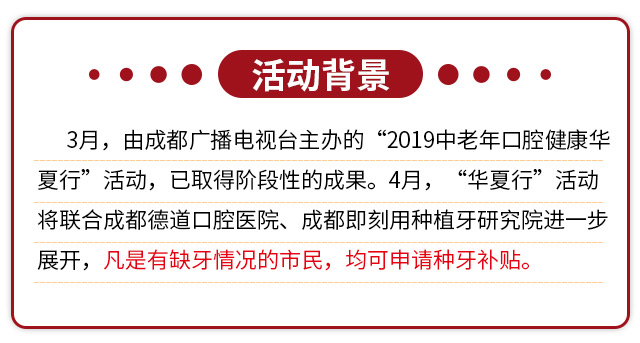 活动背景
3月，由成都广播电视台主办的“2019中老年口腔健康华
夏行”活动，已取得阶段性的成果。4月，“华夏行”活动
将联合成都德道口腔医院、成都即刻用种植牙研究院进一步
展开，凡是有缺牙情况的市民，均可申请种牙补贴。